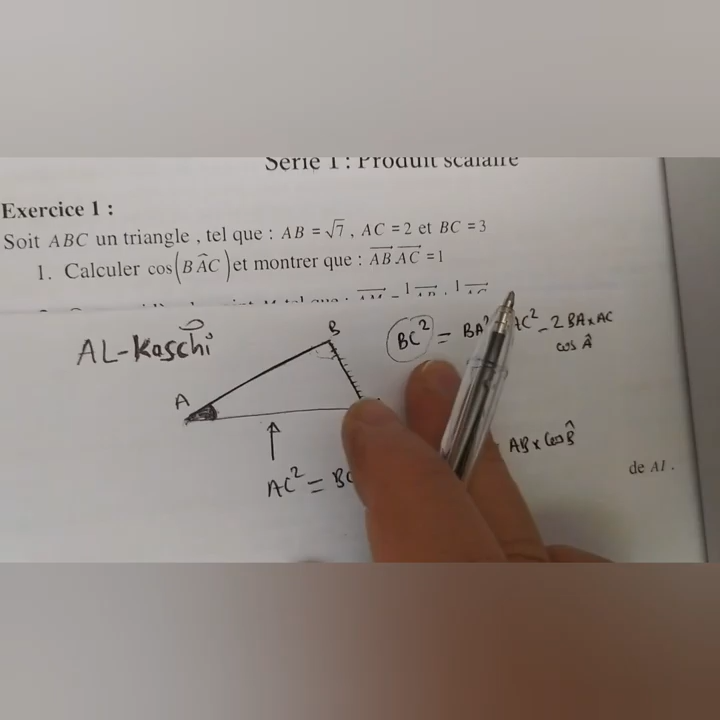 Série 1 : Produit scalaire
Exercice 1 :
Soit ABC un triangle , tel que : AB = √7 , AC = 2 et BC = 3
1. Calculer cos(BÂC) et montrer que : AB⃗ AC⃗ = 1
AL-Kaschi
B
A
BC² = BA² AC² - 2 BA x AC
cos Â
AB x cos B̂
AC² = BC
de AI .